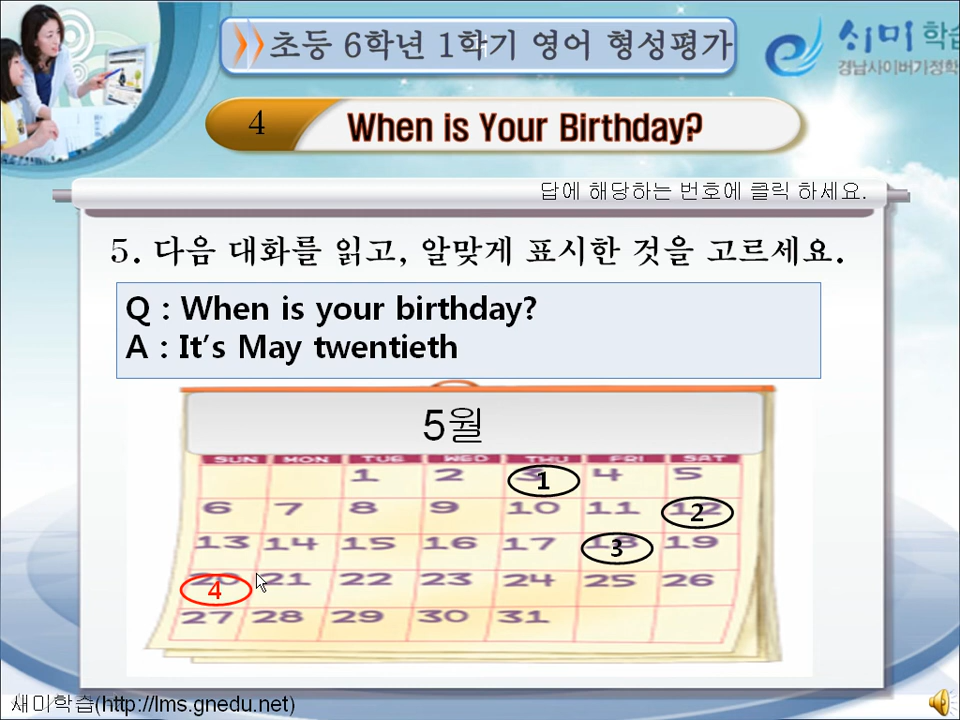 초등 6학년 1학기 영어 형성평가
새미학습
경남사이버가정학
4 When is Your Birthday?
답에 해당하는 번호에 클릭 하세요.
5. 다음 대화를 읽고, 알맞게 표시한 것을 고르세요.
Q : When is your birthday?
A : It's May twentieth
5월
SUN MON TUE WED THU FRI SAT
1 2 3 1 4 5
6 7 8 9 10 11 12 2
13 14 15 16 17 18 3 19
20 4 21 22 23 24 25 26
27 28 29 30 31
새미학습(http://lms.gnedu.net)